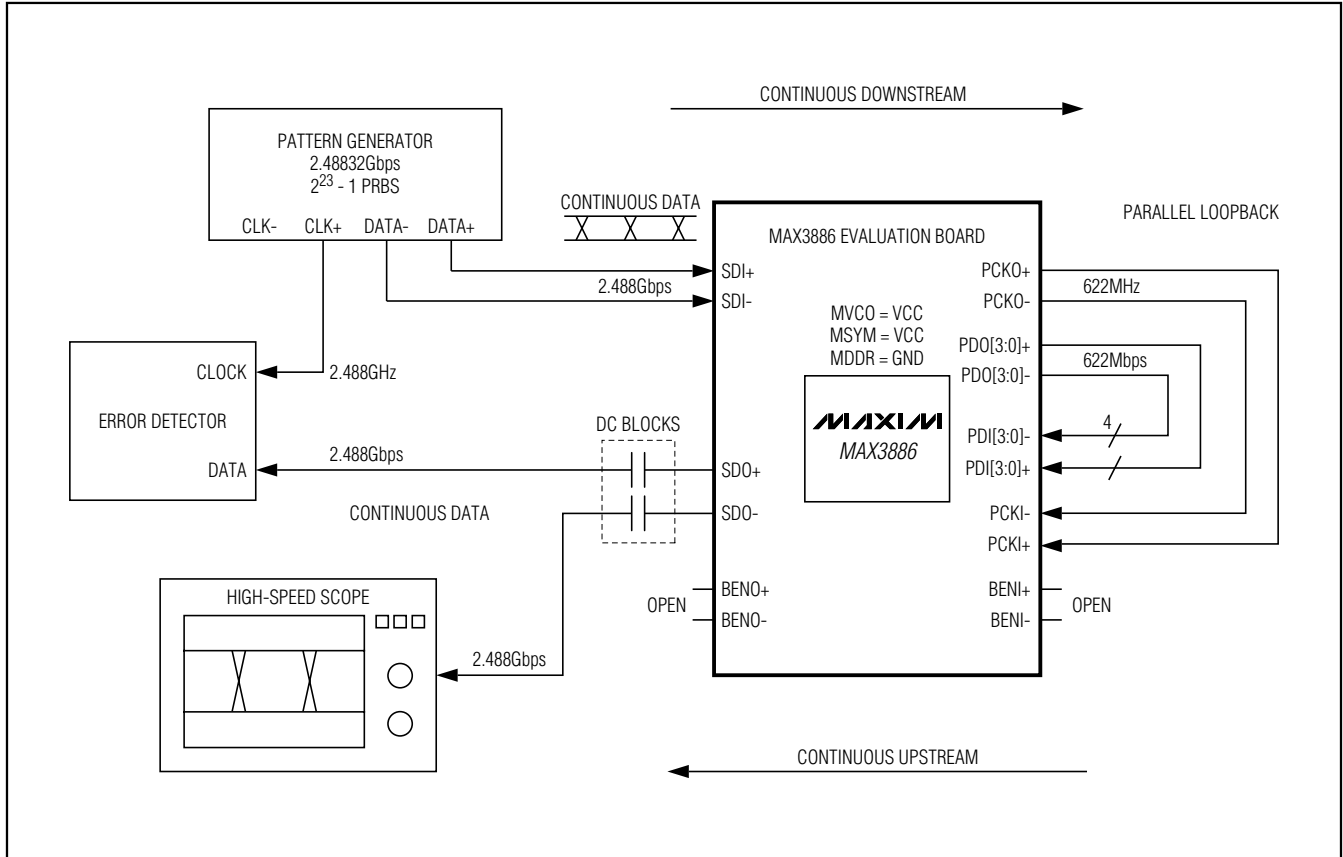 CONTINUOUS DOWNSTREAM
PATTERN GENERATOR
2.48832Gbps
2²³ - 1 PRBS
CLK- CLK+ DATA- DATA+
CONTINUOUS DATA
2.488Gbps
MAX3886 EVALUATION BOARD
PARALLEL LOOPBACK
SDI+
SDI-
MVCO = VCC
MSYM = VCC
MDDR = GND
MAXIM
MAX3886
PCKO+
PCKO-
622MHz
PDO[3:0]+
PDO[3:0]-
622Mbps
PDI[3:0]-
4
PDI[3:0]+
PCKI-
PCKI+
CLOCK
2.488GHz
ERROR DETECTOR
DATA
2.488Gbps
DC BLOCKS
SDO+
SDO-
CONTINUOUS DATA
BENO+
BENO-
OPEN
BENI+
BENI-
OPEN
HIGH-SPEED SCOPE
2.488Gbps
CONTINUOUS UPSTREAM